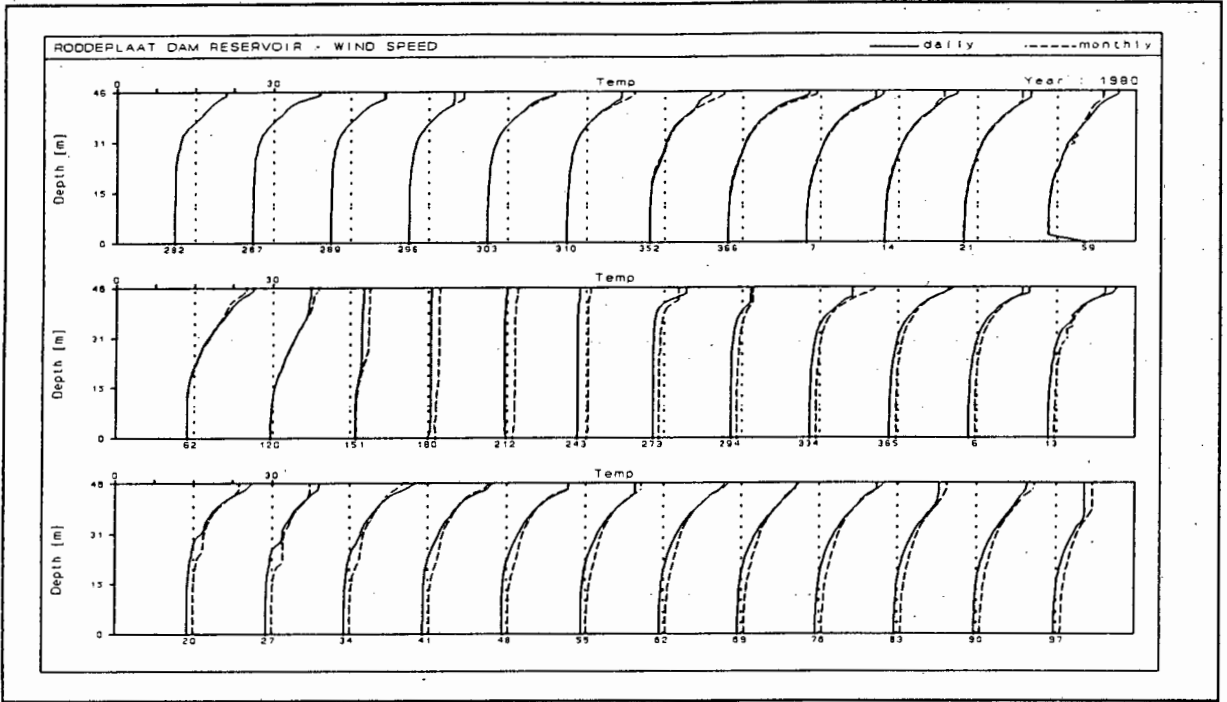 ROODEPLAAT DAM RESERVOIR - WIND SPEED daily monthly
0 30 Temp Year : 1980
46
31
15
0
Depth [m]
282 287 289 296 303 310 352 366 7 14 21 59
0 30 Temp
46
31
15
0
Depth [m]
62 120 151 180 212 243 273 294 334 365 6 13
0 30 Temp
46
31
15
0
Depth [m]
20 27 34 41 48 55 62 69 76 83 90 97